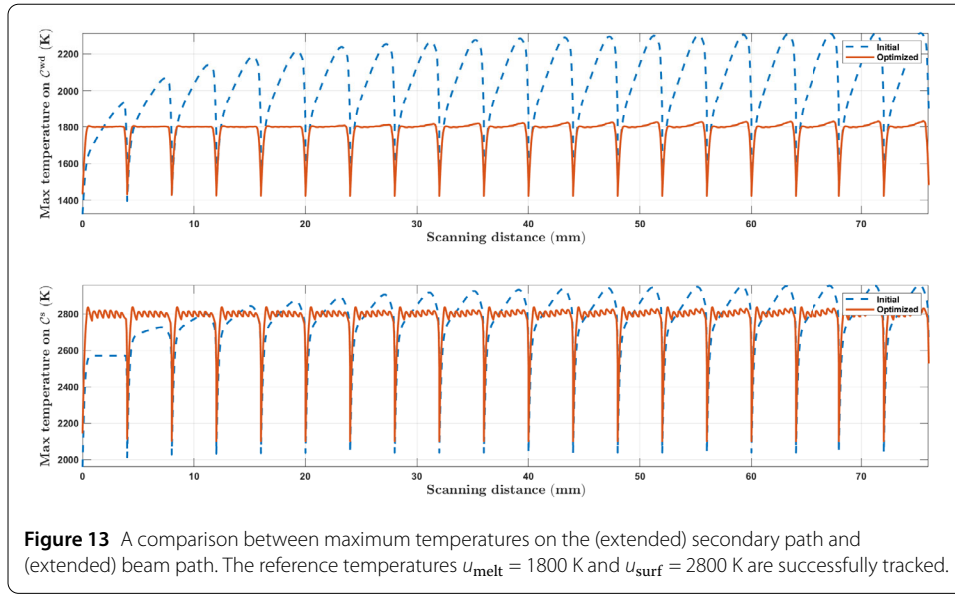 Max temperature on 𝒞ʷᵈ (K)
2200
2000
1800
1600
1400
Initial
Optimized
0 10 20 30 40 50 60 70
Scanning distance (mm)
Max temperature on 𝒞ˢ (K)
2800
2600
2400
2200
2000
Initial
Optimized
0 10 20 30 40 50 60 70
Scanning distance (mm)
Figure 13 A comparison between maximum temperatures on the (extended) secondary path and
(extended) beam path. The reference temperatures u_melt = 1800 K and u_surf = 2800 K are successfully tracked.